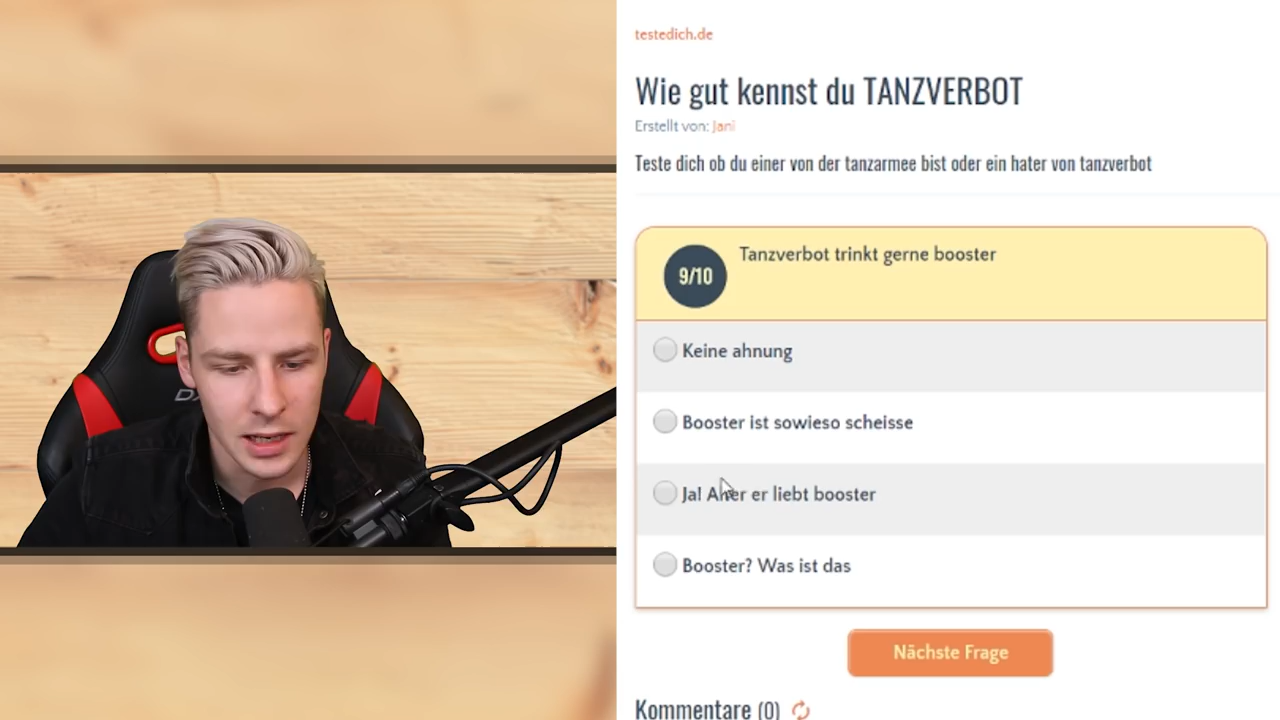 testedich.de
Wie gut kennst du TANZVERBOT
Erstellt von: Jani
Teste dich ob du einer von der tanzarmee bist oder ein hater von tanzverbot
9/10
Tanzverbot trinkt gerne booster
Keine ahnung
Booster ist sowieso scheisse
Ja! Aber er liebt booster
Booster? Was ist das
Nächste Frage
Kommentare (0)